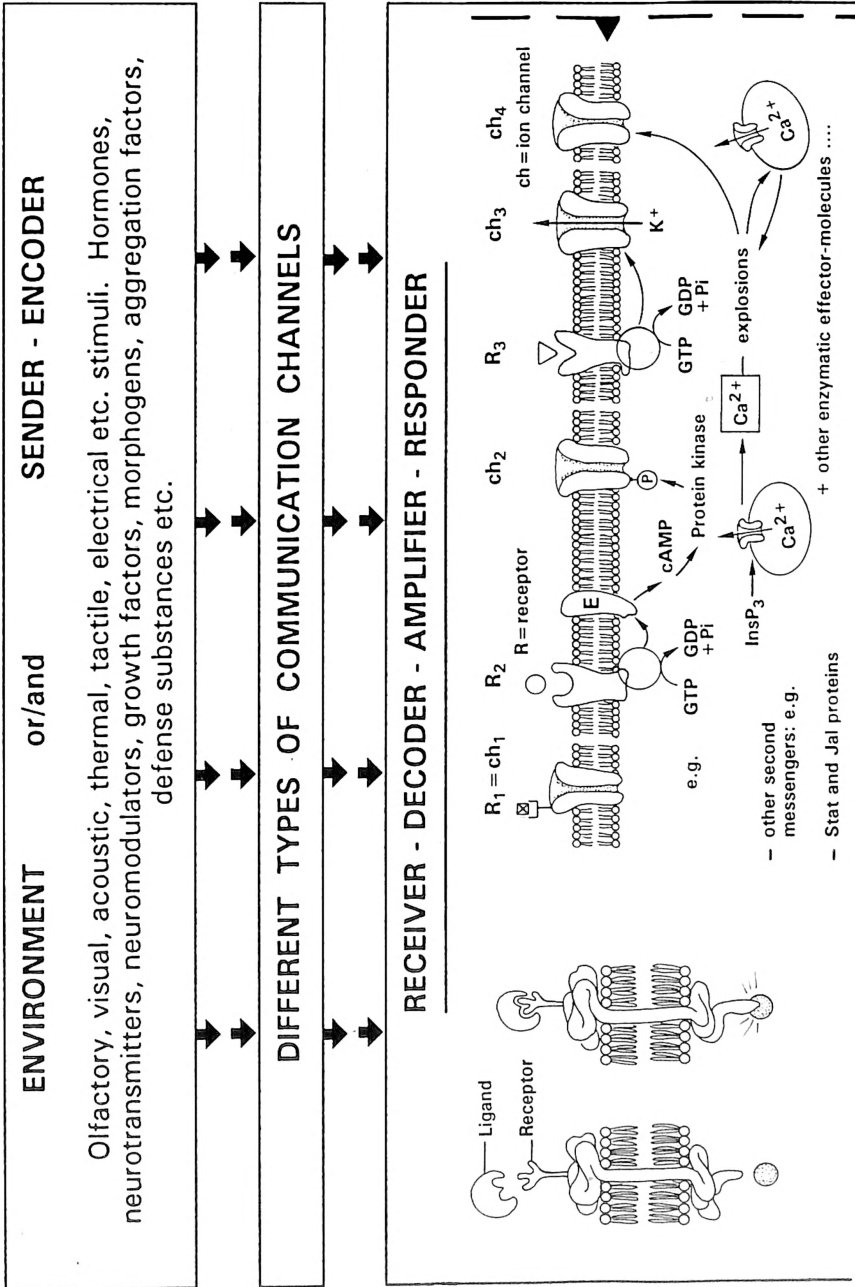 ENVIRONMENT or/and SENDER - ENCODER
Olfactory, visual, acoustic, thermal, tactile, electrical etc. stimuli. Hormones,
neurotransmitters, neuromodulators, growth factors, morphogens, aggregation factors,
defense substances etc.
DIFFERENT TYPES OF COMMUNICATION CHANNELS
RECEIVER - DECODER - AMPLIFIER - RESPONDER
Ligand
Receptor
R1 = ch1
R2
R = receptor
ch2
R3
ch3
ch4
ch = ion channel
E
P
K+
e.g.
GTP
GDP
+ Pi
cAMP
Protein kinase
GTP
GDP
+ Pi
InsP3
Ca2+
Ca2+
explosions
Ca2+
– other second
messengers: e.g.
– Stat and Jal proteins
+ other enzymatic effector-molecules ....